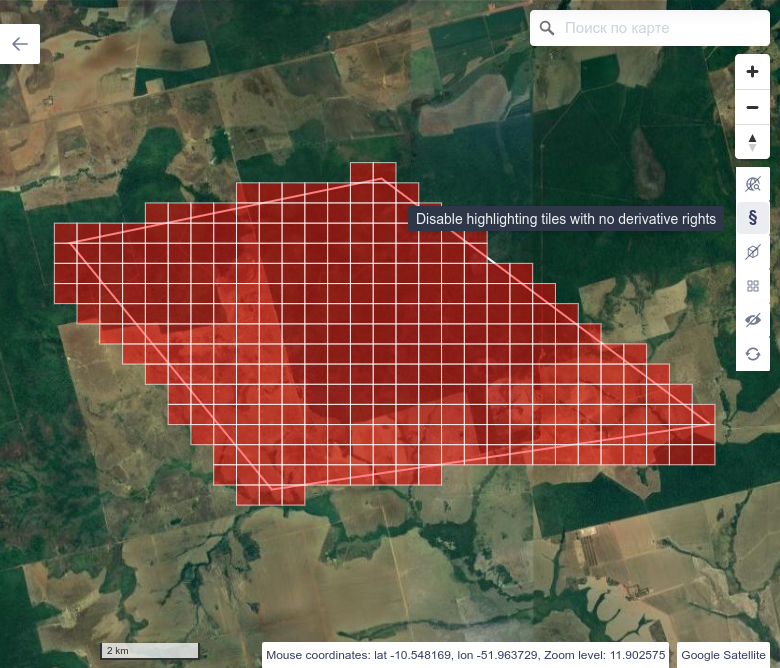 Поиск по карте
§
Disable highlighting tiles with no derivative rights
2 km
Mouse coordinates: lat -10.548169, lon -51.963729, Zoom level: 11.902575
Google Satellite